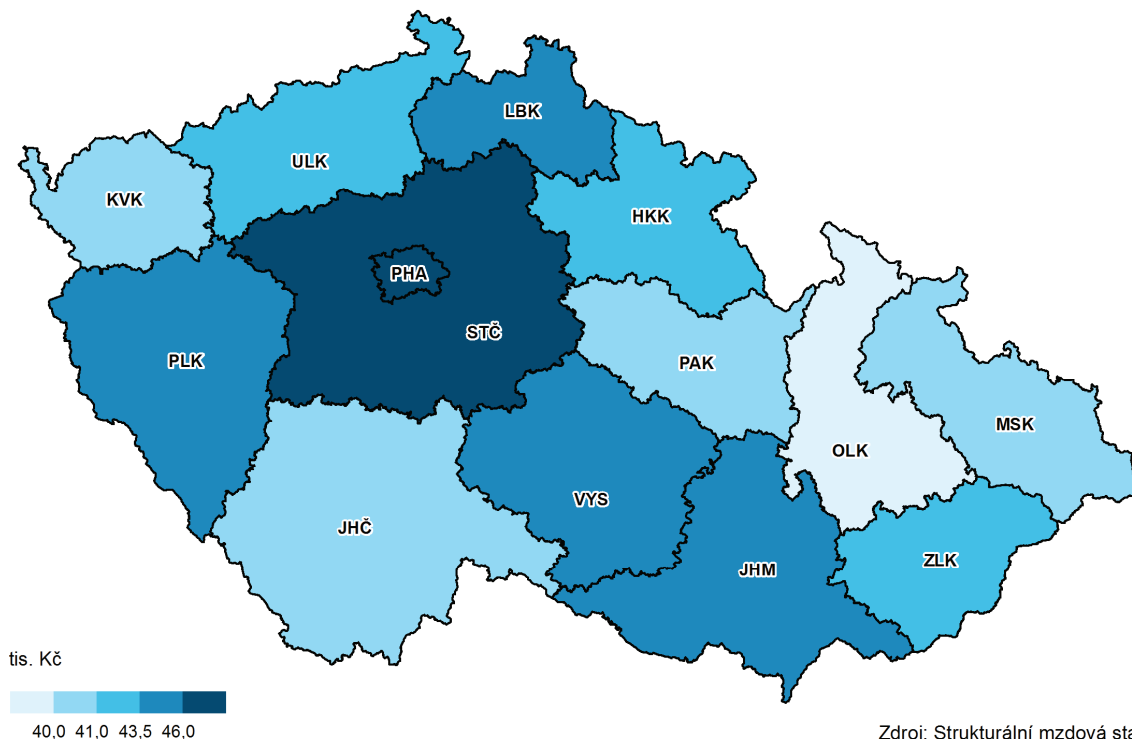 LBK
ULK
KVK
HKK
PHA
STČ
PLK
PAK
MSK
OLK
VYS
JHČ
ZLK
JHM
tis. Kč
40,0 41,0 43,5 46,0
Zdroj: Strukturální mzdová